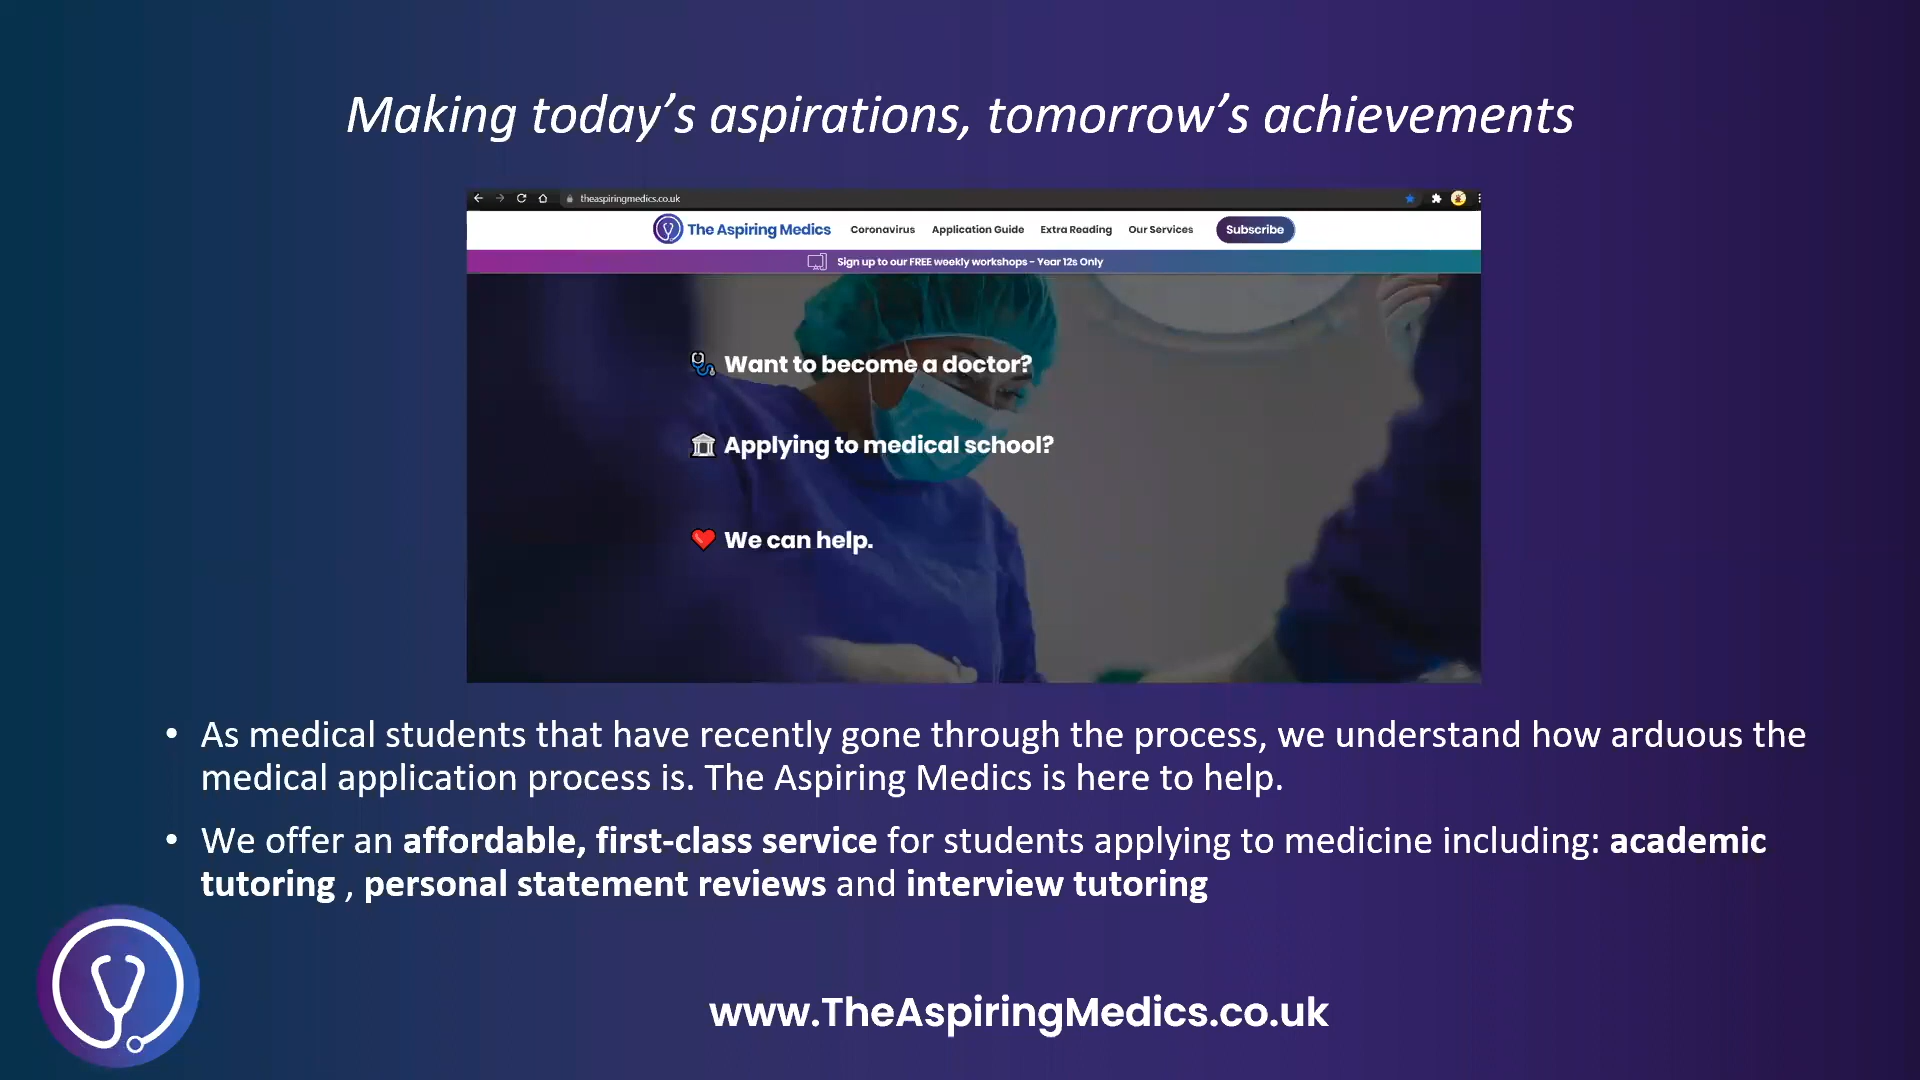 Making today’s aspirations, tomorrow’s achievements
theaspiringmedics.co.uk
The Aspiring Medics Coronavirus Application Guide Extra Reading Our Services Subscribe
Sign up to our FREE weekly workshops - Year 12s Only
Want to become a doctor?
Applying to medical school?
We can help.
• As medical students that have recently gone through the process, we understand how arduous the
medical application process is. The Aspiring Medics is here to help.
• We offer an affordable, first-class service for students applying to medicine including: academic
tutoring , personal statement reviews and interview tutoring
www.TheAspiringMedics.co.uk